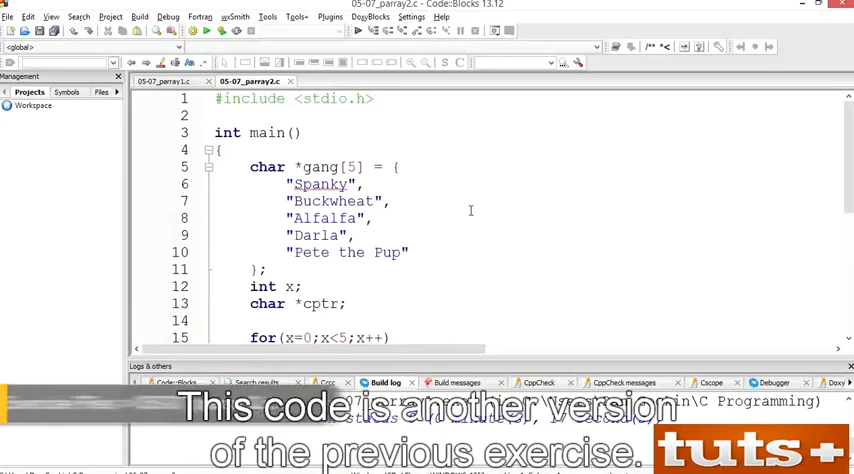 05-07_parray2.c - Code::Blocks 13.12
File Edit View Search Project Build Debug Fortran wxSmith Tools Tools+ Plugins DoxyBlocks Settings Help
<global>
/** *<
S C
Management
Projects Symbols Files
Workspace
05-07_parray1.c 05-07_parray2.c
1 #include <stdio.h>
2
3 int main()
4 {
5 char *gang[5] = {
6 "Spanky",
7 "Buckwheat",
8 "Alfalfa",
9 "Darla",
10 "Pete the Pup"
11 };
12 int x;
13 char *cptr;
14
15 for(x=0;x<5;x++)
Logs & others
Code::Blocks Search results Cccc Build log Build messages CppCheck CppCheck messages Cscope Debugger Doxy
C Programming)
This code is another version
of the previous exercise.
tuts+